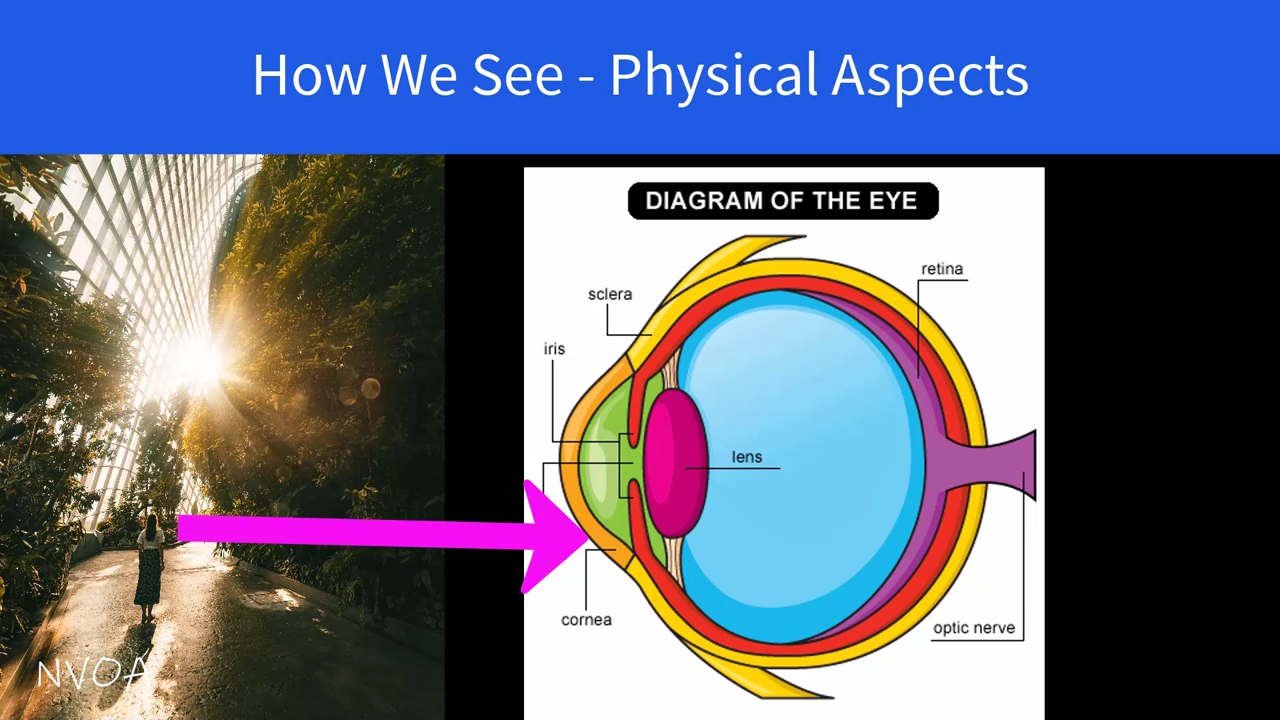 How We See - Physical Aspects
DIAGRAM OF THE EYE
retina
sclera
iris
lens
cornea
optic nerve
NVOA